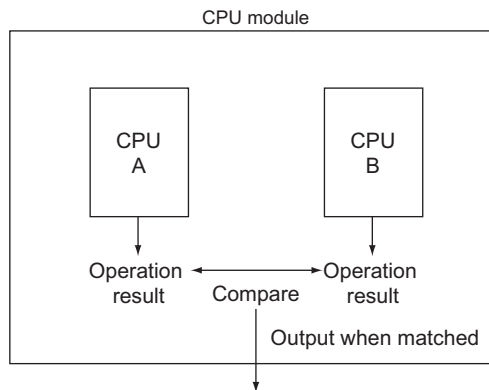 CPU module
CPU
A
CPU
B
Operation
result
Compare
Operation
result
Output when matched